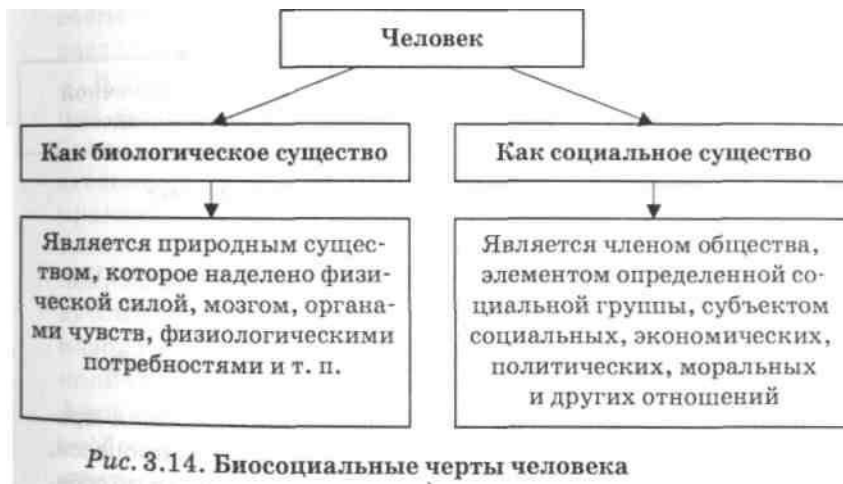 Человек
Как биологическое существо
Как социальное существо
Является природным сущес-
твом, которое наделено физи-
ческой силой, мозгом, органа-
ми чувств, физиологическими
потребностями и т. п.
Является членом общества,
элементом определенной со-
циальной группы, субъектом
социальных, экономических,
политических, моральных
и других отношений
Рис. 3.14. Биосоциальные черты человека